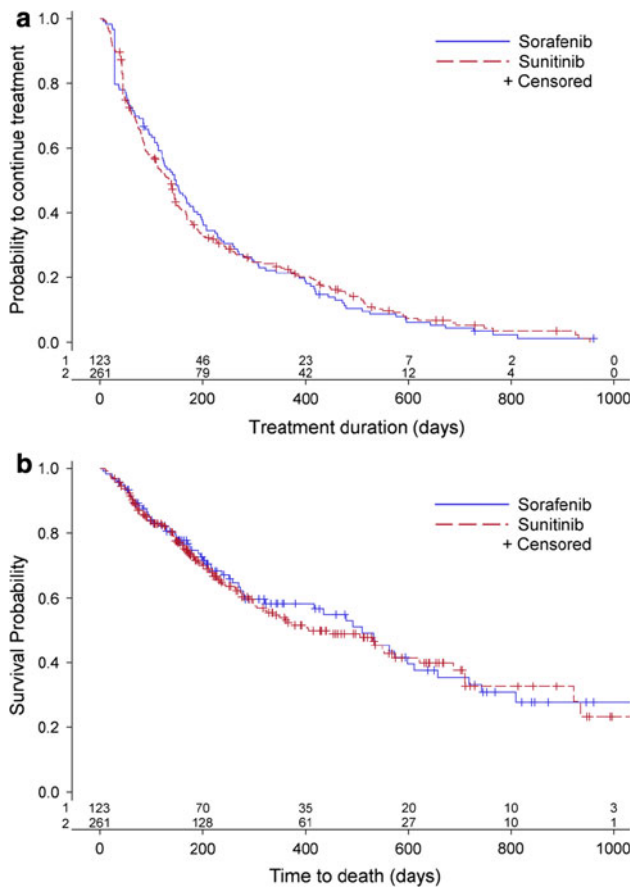 a
Probability to continue treatment
1.0
0.8
0.6
0.4
0.2
0.0
Sorafenib
Sunitinib
+ Censored
1 123 46 23 7 2 0
2 261 79 42 12 4 0
0 200 400 600 800 1000
Treatment duration (days)
b
Survival Probability
1.0
0.8
0.6
0.4
0.2
0.0
Sorafenib
Sunitinib
+ Censored
1 123 70 35 20 10 3
2 261 128 61 27 10 1
0 200 400 600 800 1000
Time to death (days)